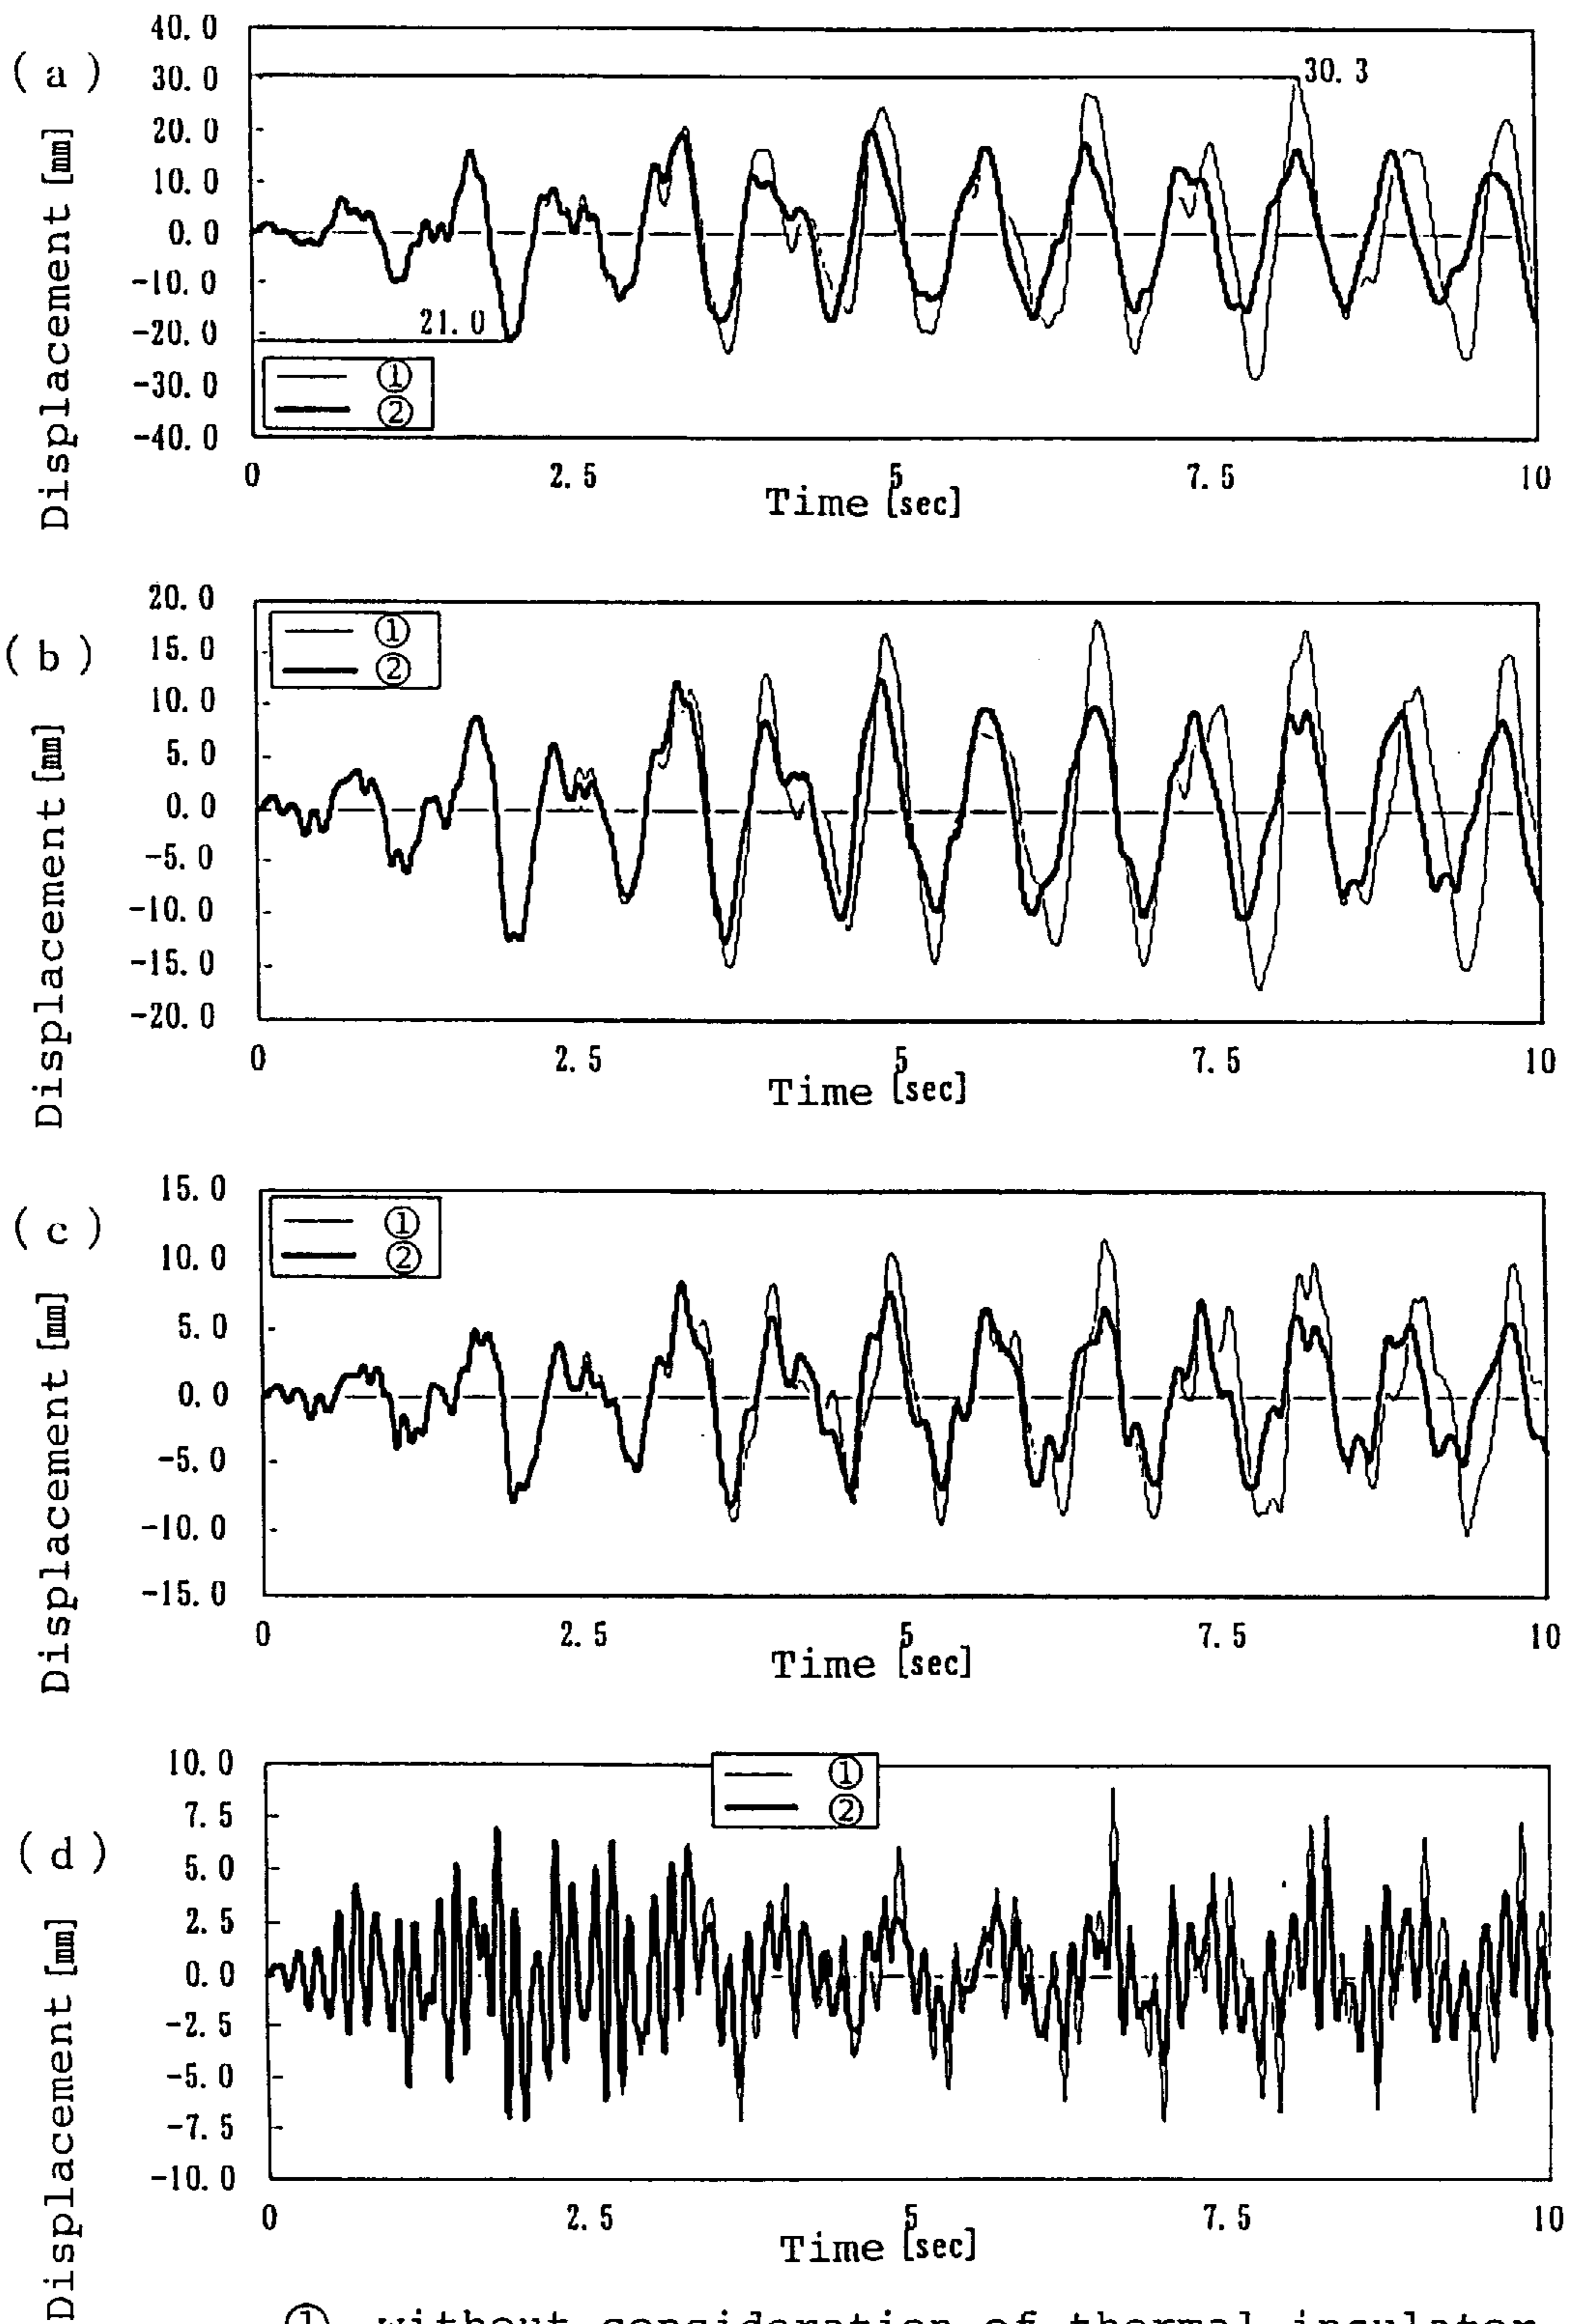 (a)
Displacement [mm]
40.0
30.0
20.0
10.0
0.0
-10.0
-20.0
-30.0
-40.0
30.3
21.0
①
②
0 2.5 5 7.5 10
Time [sec]
(b)
Displacement [mm]
20.0
15.0
10.0
5.0
0.0
-5.0
-10.0
-15.0
-20.0
①
②
0 2.5 5 7.5 10
Time [sec]
(c)
Displacement [mm]
15.0
10.0
5.0
0.0
-5.0
-10.0
-15.0
①
②
0 2.5 5 7.5 10
Time [sec]
(d)
Displacement [mm]
10.0
7.5
5.0
2.5
0.0
-2.5
-5.0
-7.5
-10.0
①
②
0 2.5 5 7.5 10
Time [sec]
① without consideration of thermal insulator